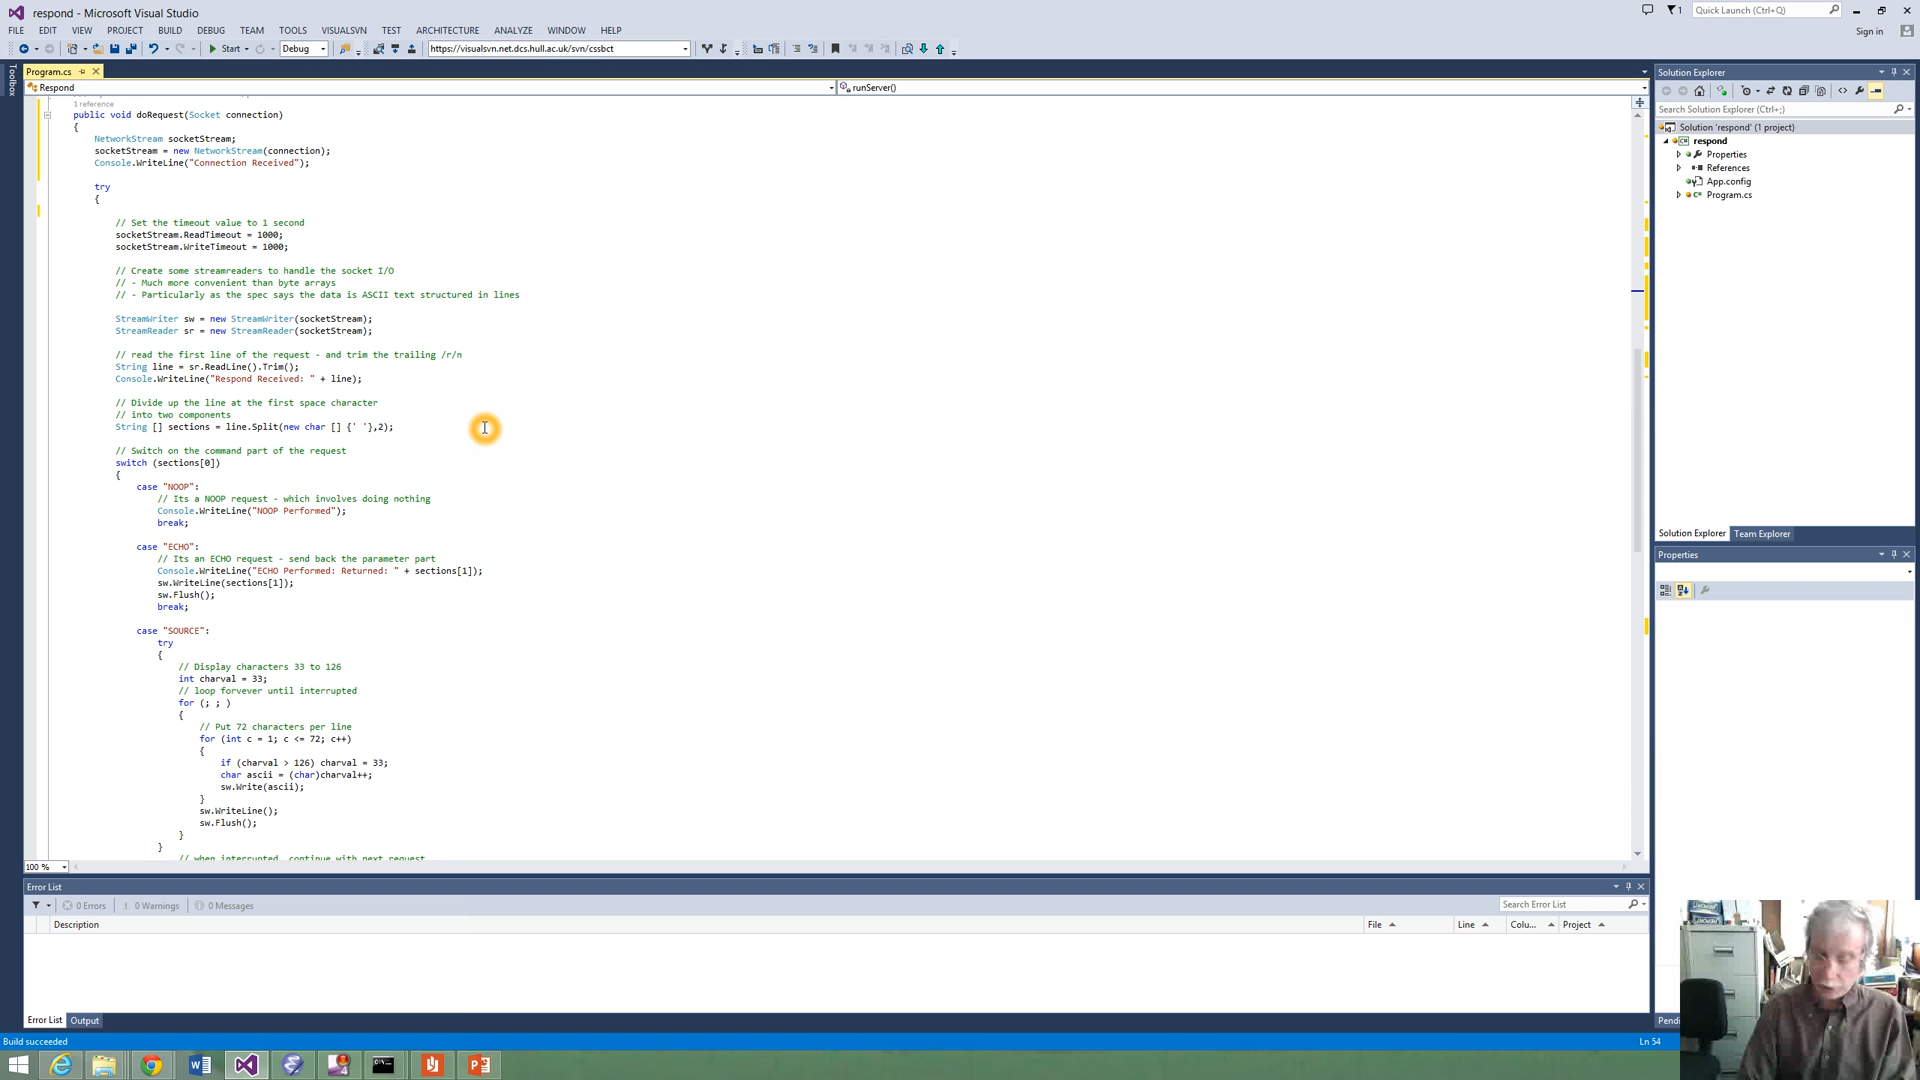 respond - Microsoft Visual Studio
1
Quick Launch (Ctrl+Q)
FILE EDIT VIEW PROJECT BUILD DEBUG TEAM TOOLS VISUALSVN TEST ARCHITECTURE ANALYZE WINDOW HELP
Sign in
Start Debug https://visualsvn.net.dcs.hull.ac.uk/svn/cssbct
Toolbox
Program.cs
Respond
runServer()
1 reference
public void doRequest(Socket connection)
{
NetworkStream socketStream;
socketStream = new NetworkStream(connection);
Console.WriteLine("Connection Received");
try
{
// Set the timeout value to 1 second
socketStream.ReadTimeout = 1000;
socketStream.WriteTimeout = 1000;
// Create some streamreaders to handle the socket I/O
// - Much more convenient than byte arrays
// - Particularly as the spec says the data is ASCII text structured in lines
StreamWriter sw = new StreamWriter(socketStream);
StreamReader sr = new StreamReader(socketStream);
// read the first line of the request - and trim the trailing /r/n
String line = sr.ReadLine().Trim();
Console.WriteLine("Respond Received: " + line);
// Divide up the line at the first space character
// into two components
String [] sections = line.Split(new char [] {' '},2);
// Switch on the command part of the request
switch (sections[0])
{
case "NOOP":
// Its a NOOP request - which involves doing nothing
Console.WriteLine("NOOP Performed");
break;
case "ECHO":
// Its an ECHO request - send back the parameter part
Console.WriteLine("ECHO Performed: Returned: " + sections[1]);
sw.WriteLine(sections[1]);
sw.Flush();
break;
case "SOURCE":
try
{
// Display characters 33 to 126
int charval = 33;
// loop forvever until interrupted
for (; ; )
{
// Put 72 characters per line
for (int c = 1; c <= 72; c++)
{
if (charval > 126) charval = 33;
char ascii = (char)charval++;
sw.Write(ascii);
}
sw.WriteLine();
sw.Flush();
}
}
// when interrupted, continue with next request
100 %
Solution Explorer
Search Solution Explorer (Ctrl+;)
Solution 'respond' (1 project)
respond
Properties
References
App.config
Program.cs
Solution Explorer Team Explorer
Properties
Error List
0 Errors 0 Warnings 0 Messages
Search Error List
Description File Line Colu... Project
Error List Output
Pendi
Build succeeded
Ln 54